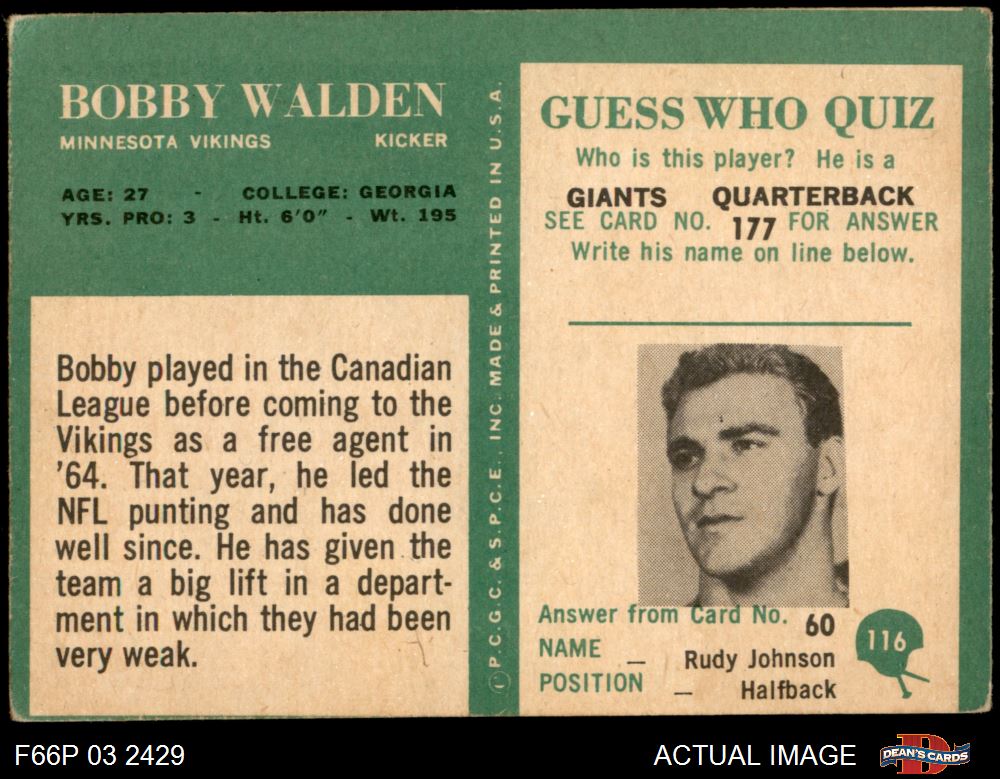 BOBBY WALDEN
MINNESOTA VIKINGS KICKER
AGE: 27 - COLLEGE: GEORGIA
YRS. PRO: 3 - Ht. 6'0" - Wt. 195
Bobby played in the Canadian
League before coming to the
Vikings as a free agent in
'64. That year, he led the
NFL punting and has done
well since. He has given the
team a big lift in a depart-
ment in which they had been
very weak.
©P.C.G.C. & S.P.C.E., INC. MADE & PRINTED IN U.S.A.
GUESS WHO QUIZ
Who is this player? He is a
GIANTS QUARTERBACK
SEE CARD NO. 177 FOR ANSWER
Write his name on line below.
Answer from Card No. 60
NAME _ Rudy Johnson
POSITION _ Halfback
116
F66P 03 2429
ACTUAL IMAGE
DEAN'S CARDS